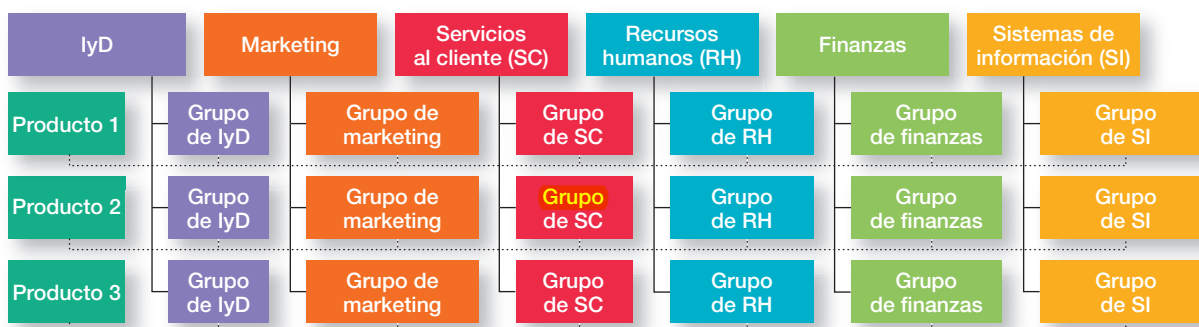 IyD
Marketing
Servicios
al cliente (SC)
Recursos
humanos (RH)
Finanzas
Sistemas de
información (SI)
Producto 1
Grupo
de IyD
Grupo de
marketing
Grupo
de SC
Grupo
de RH
Grupo
de finanzas
Grupo
de SI
Producto 2
Grupo
de IyD
Grupo de
marketing
Grupo
de SC
Grupo
de RH
Grupo
de finanzas
Grupo
de SI
Producto 3
Grupo
de IyD
Grupo de
marketing
Grupo
de SC
Grupo
de RH
Grupo
de finanzas
Grupo
de SI